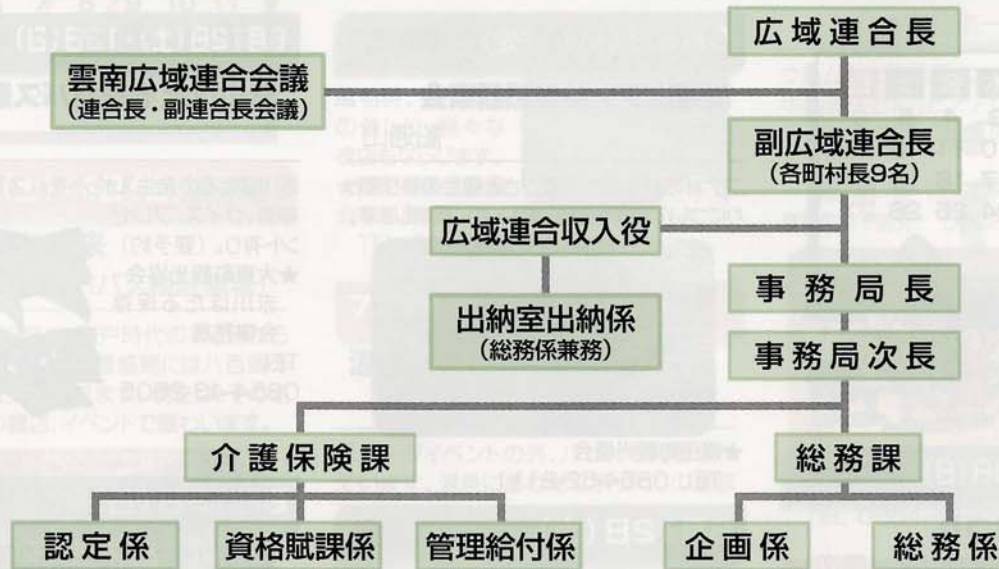 広域連合長
雲南広域連合会議
(連合長・副連合長会議)
副広域連合長
(各町村長9名)
広域連合収入役
事務局長
出納室出納係
(総務係兼務)
事務局次長
介護保険課
総務課
認定係
資格賦課係
管理給付係
企画係
総務係